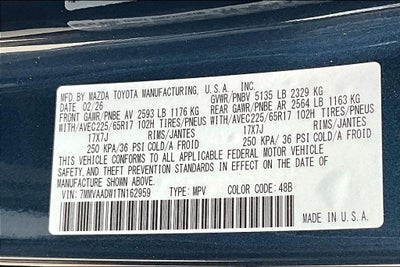 MFD.BY MAZDA TOYOTA MANUFACTURING, U.S.A., INC.
DATE 02/26 GVWR/PNBV 5135 LB 2329 KG
FRONT GAWR/PNBE AV 2593 LB 1176 KG REAR GAWR/PNBE AR 2564 LB 1163 KG
WITH/AVEC225/65R17 102H TIRES/PNEUS WITH/AVEC225/65R17 102H TIRES/PNEUS
17X7J RIMS/JANTES 17X7J RIMS/JANTES
250 KPA/36 PSI COLD/A FROID 250 KPA/36 PSI COLD/A FROID
THIS VEHICLE CONFORMS TO ALL APPLICABLE FEDERAL MOTOR VEHICLE
SAFETY, AND THEFT PREVENTION STANDARDS IN EFFECT ON THE DATE OF
MANUFACTURE SHOWN ABOVE.
VIN: 7MMVAADW1TN162959 TYPE: MPV COLOR CODE: 48B
MADE IN U.S.A.